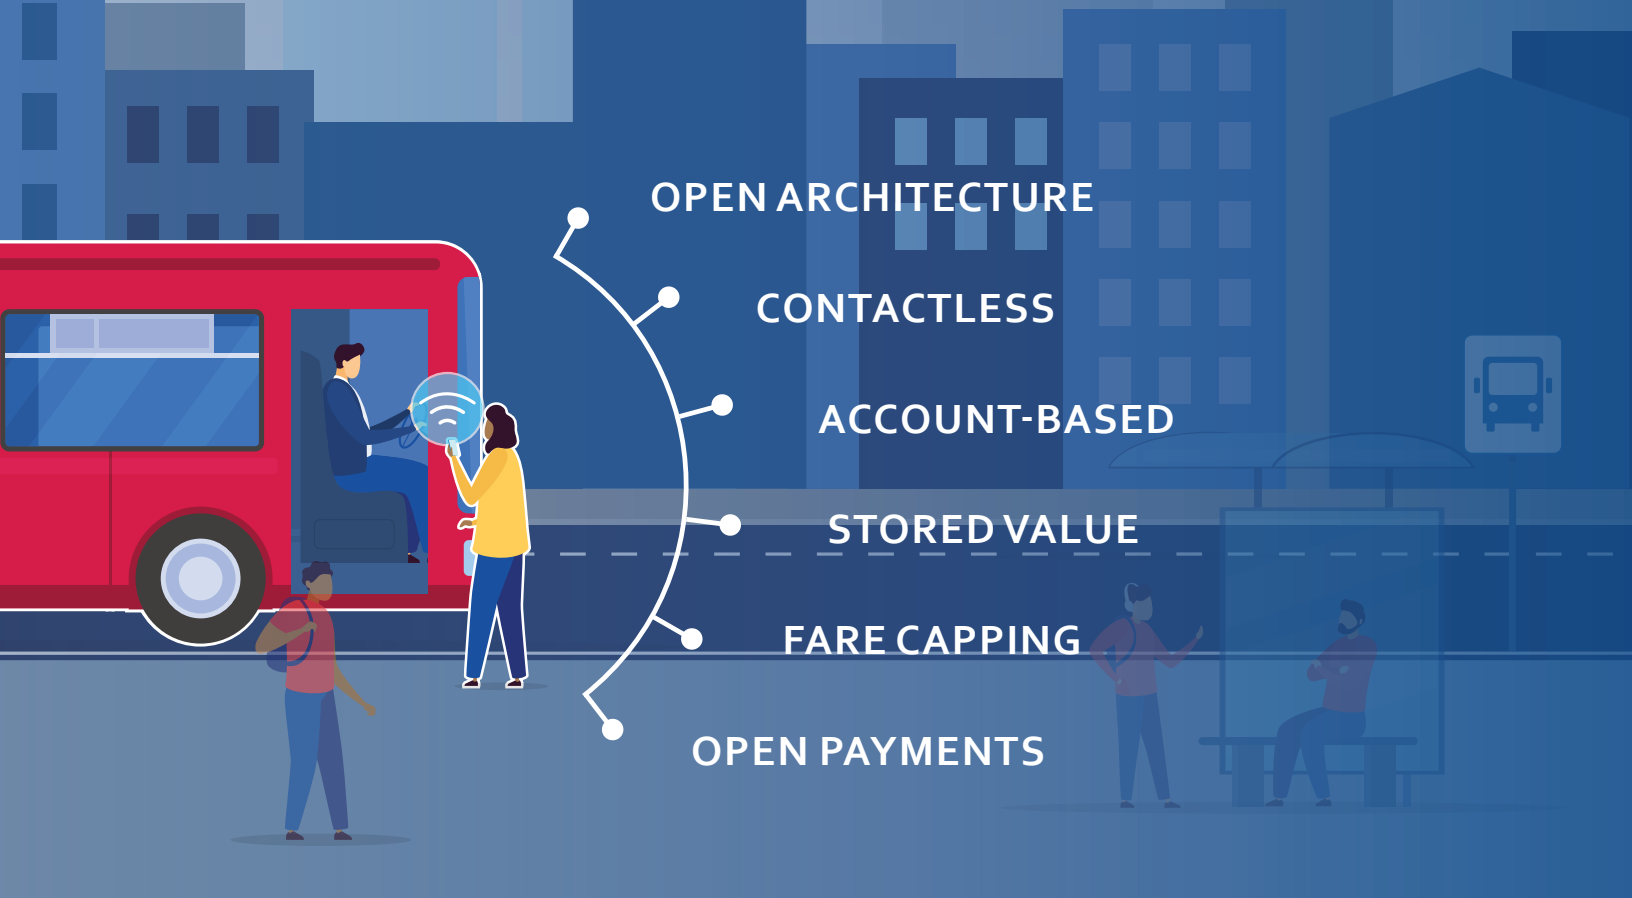 OPEN ARCHITECTURE
CONTACTLESS
ACCOUNT-BASED
STORED VALUE
FARE CAPPING
OPEN PAYMENTS